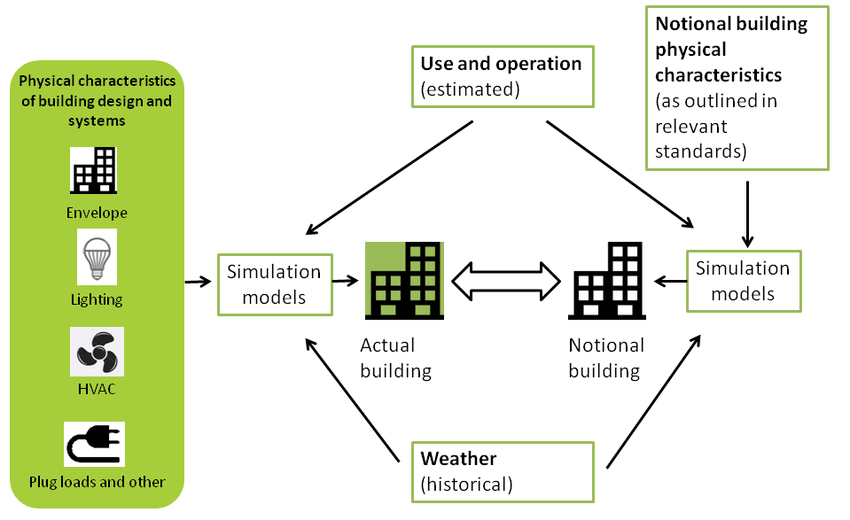 Physical characteristics
of building design and
systems
Envelope
Lighting
HVAC
Plug loads and other
Use and operation
(estimated)
Notional building
physical
characteristics
(as outlined in
relevant
standards)
Simulation
models
Actual
building
Notional
building
Simulation
models
Weather
(historical)